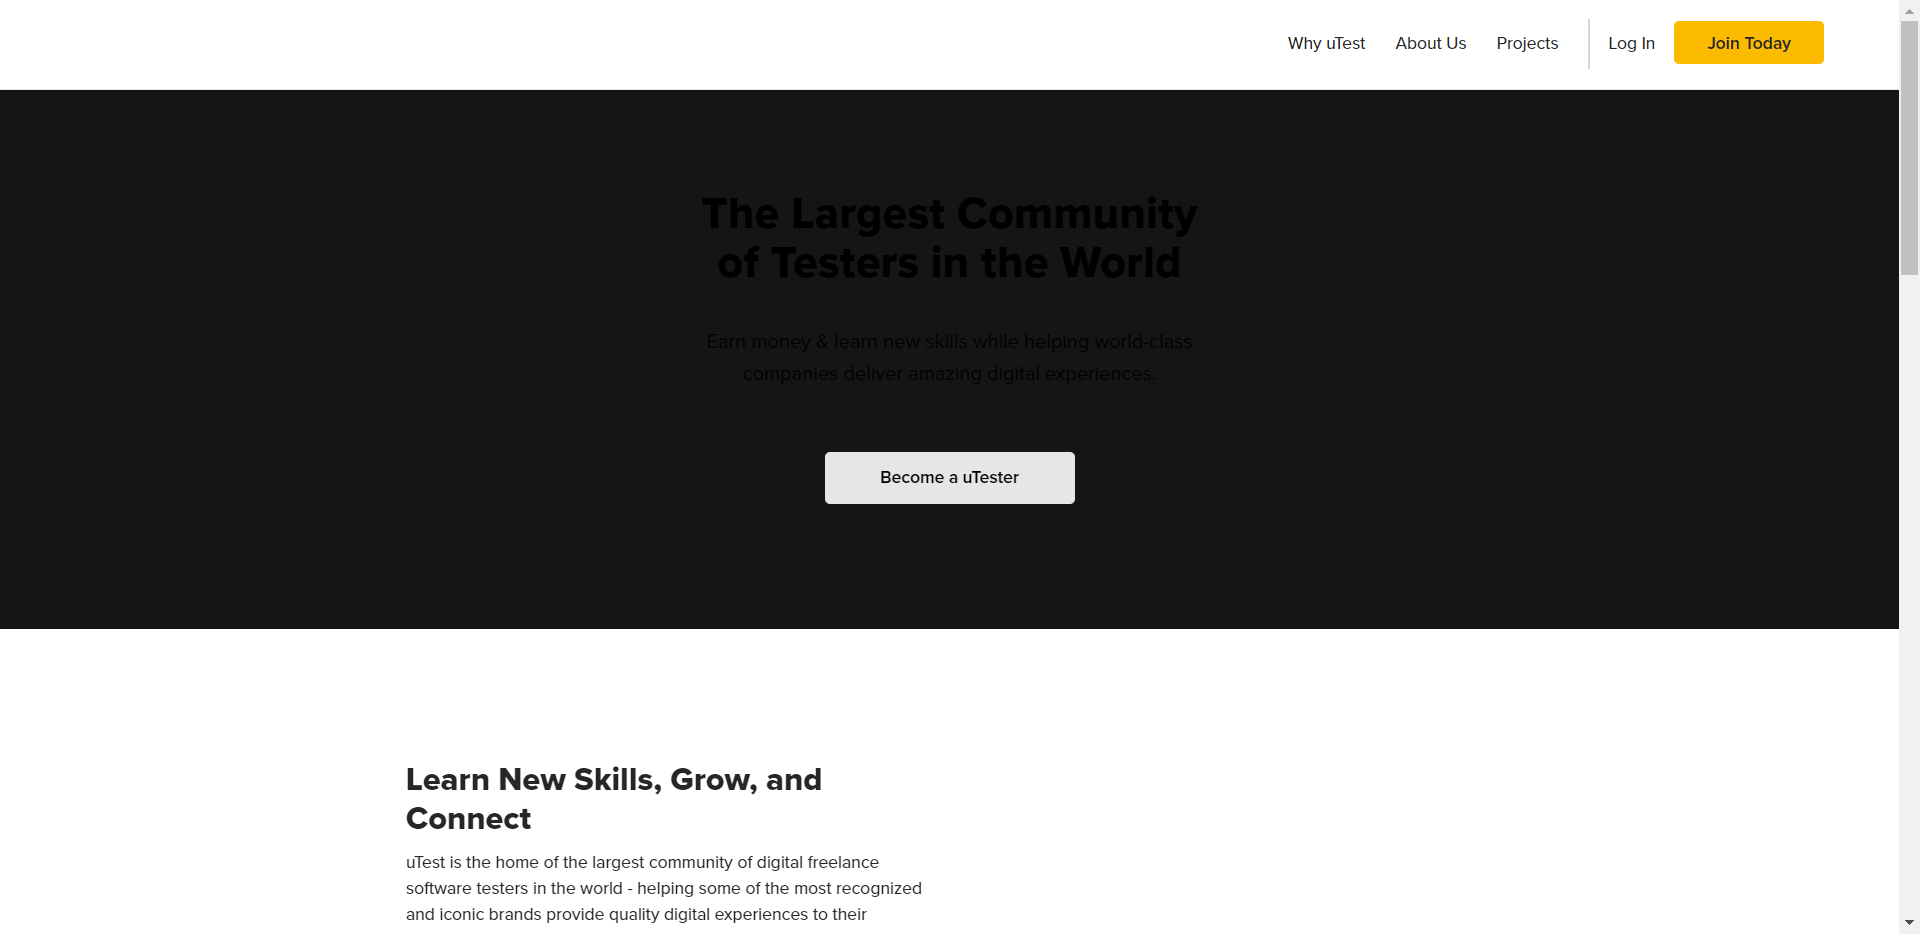 Why uTest About Us Projects Log In Join Today
The Largest Community
of Testers in the World
Earn money & learn new skills while helping world-class
companies deliver amazing digital experiences.
Become a uTester
Learn New Skills, Grow, and
Connect
uTest is the home of the largest community of digital freelance
software testers in the world - helping some of the most recognized
and iconic brands provide quality digital experiences to their